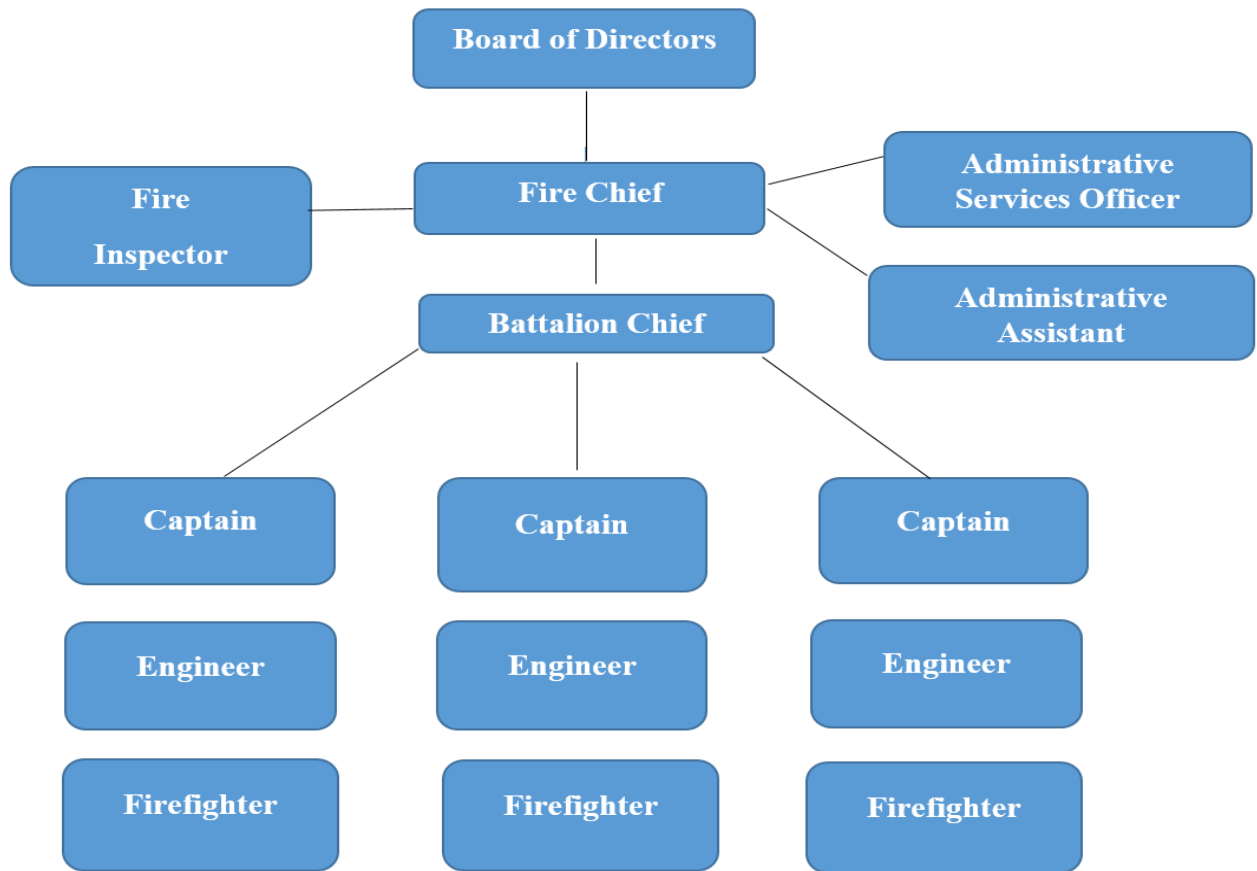 Board of Directors
Fire
Inspector
Fire Chief
Administrative
Services Officer
Administrative
Assistant
Battalion Chief
Captain
Captain
Captain
Engineer
Engineer
Engineer
Firefighter
Firefighter
Firefighter